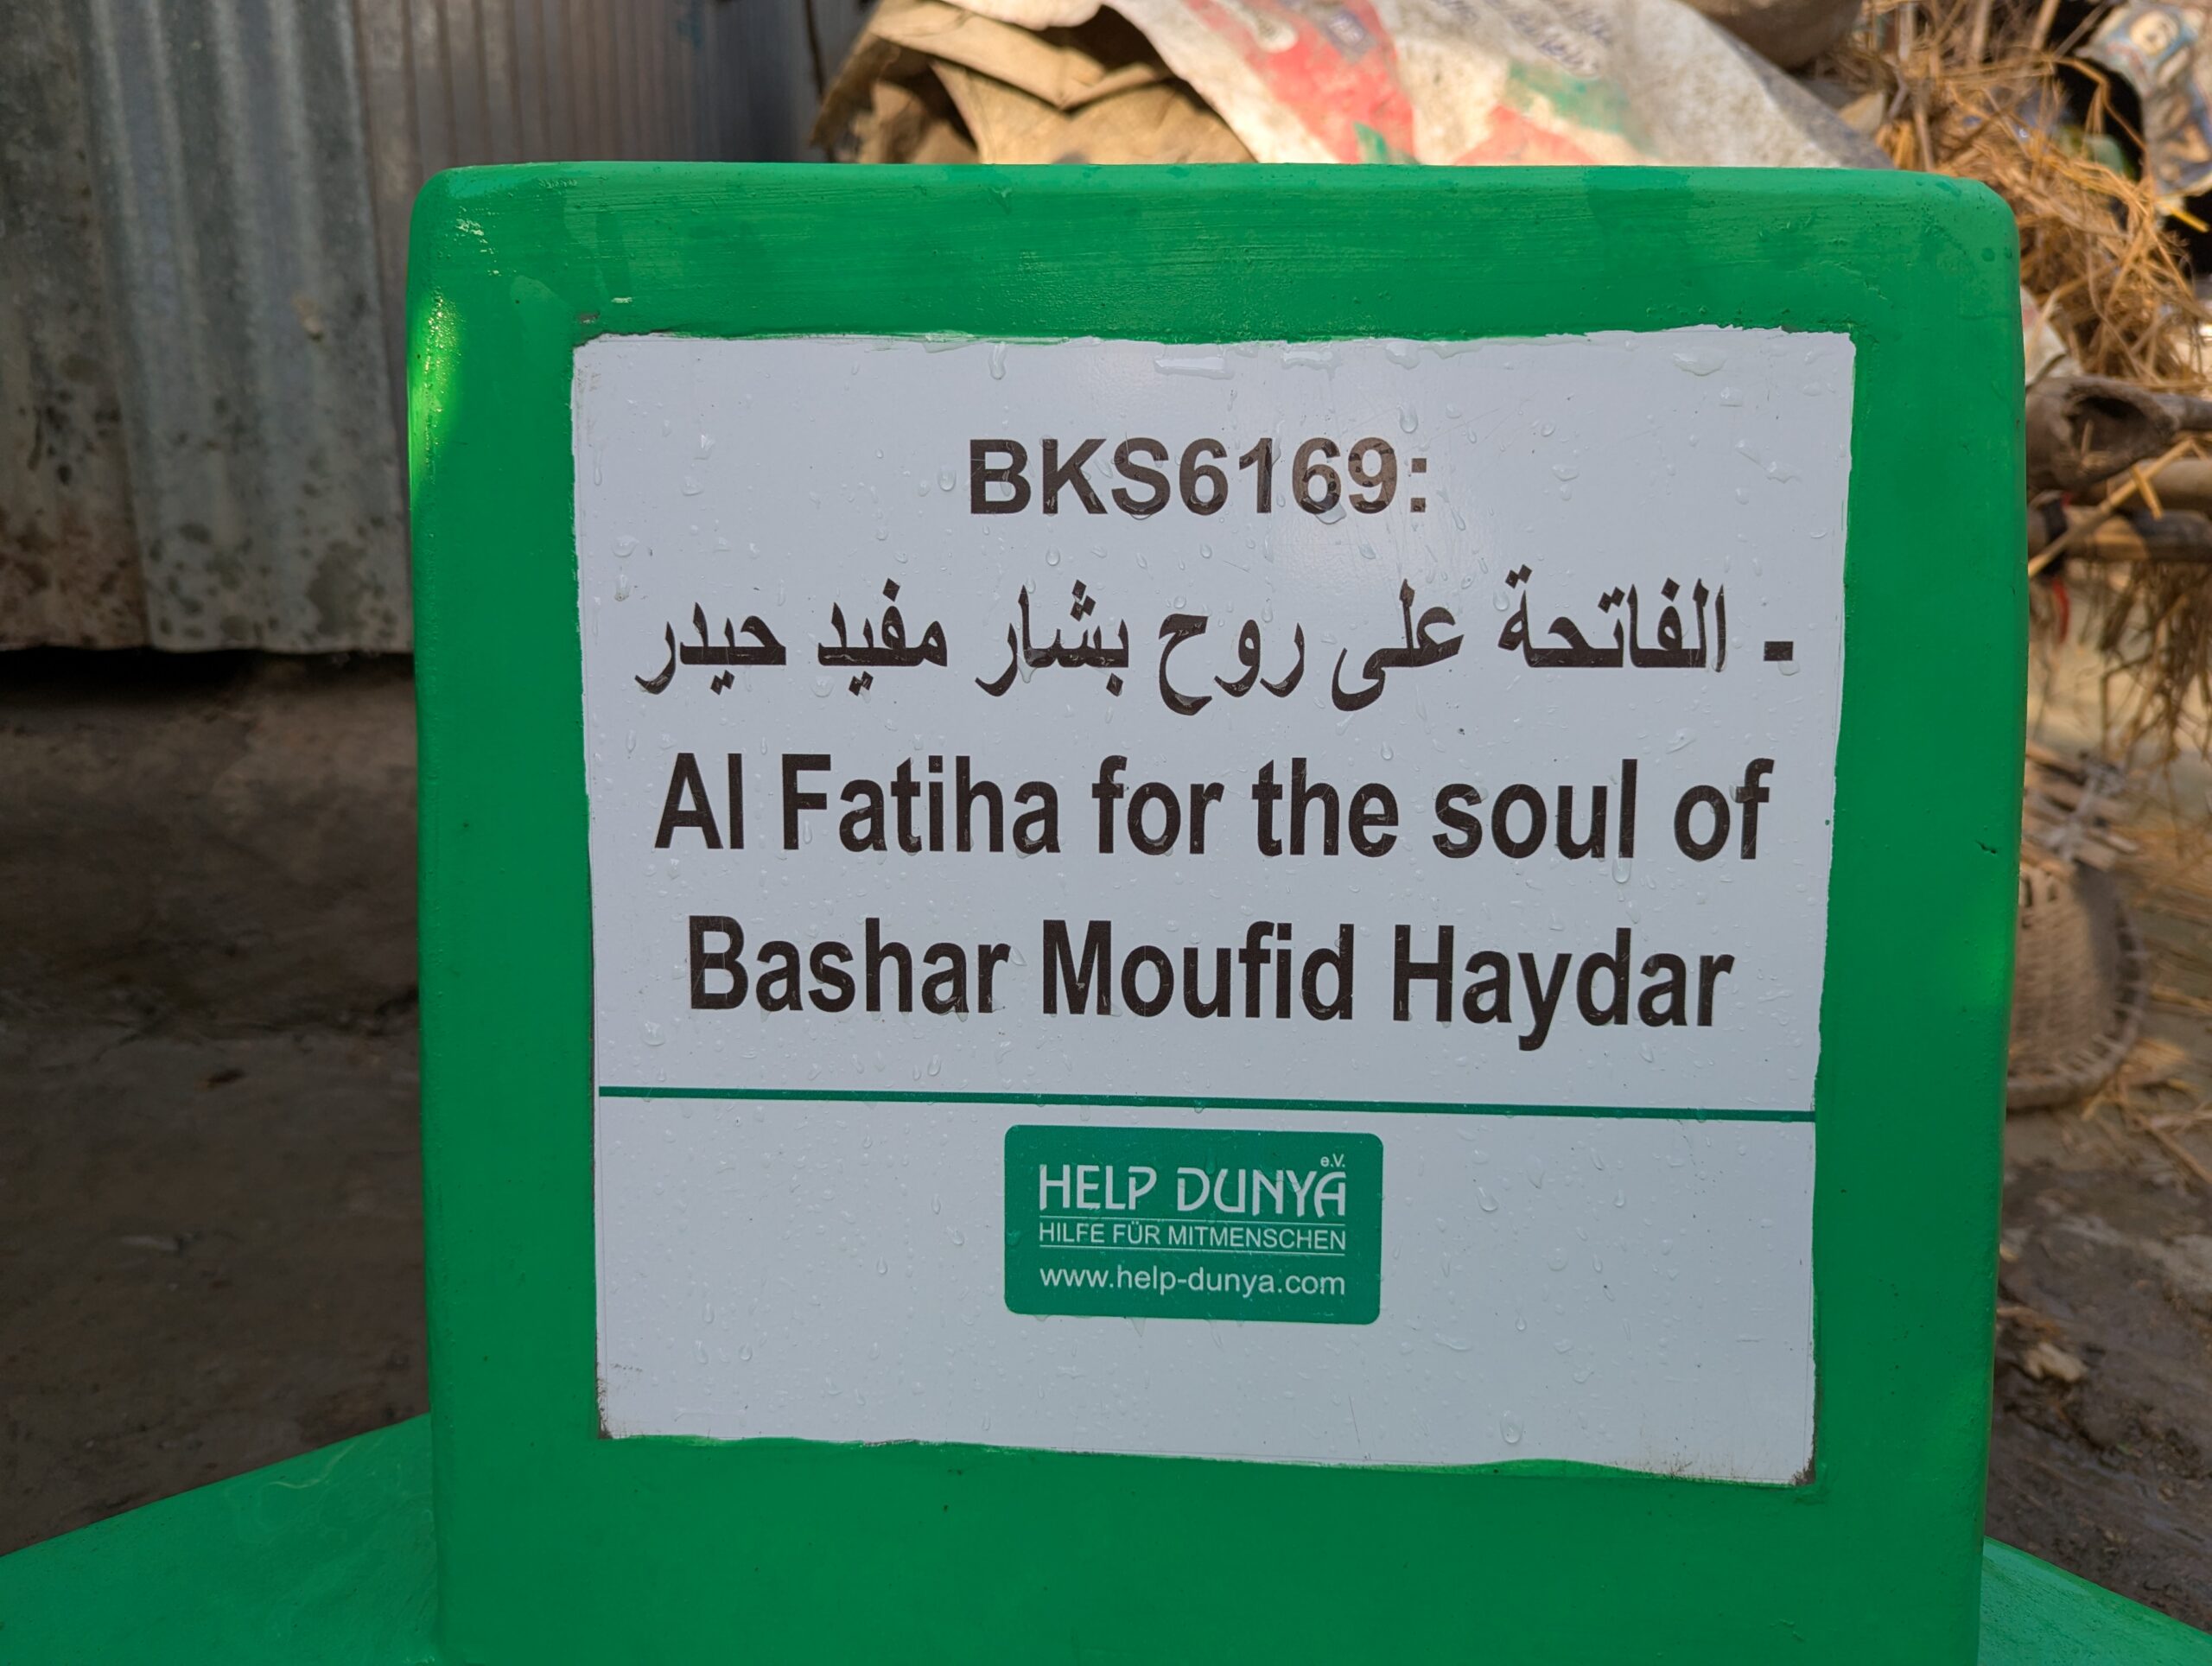 BKS6169:
- الفاتحة على روح بشار مفيد حيدر
Al Fatiha for the soul of
Bashar Moufid Haydar
HELP DUNYA e.V.
HILFE FÜR MITMENSCHEN
www.help-dunya.com